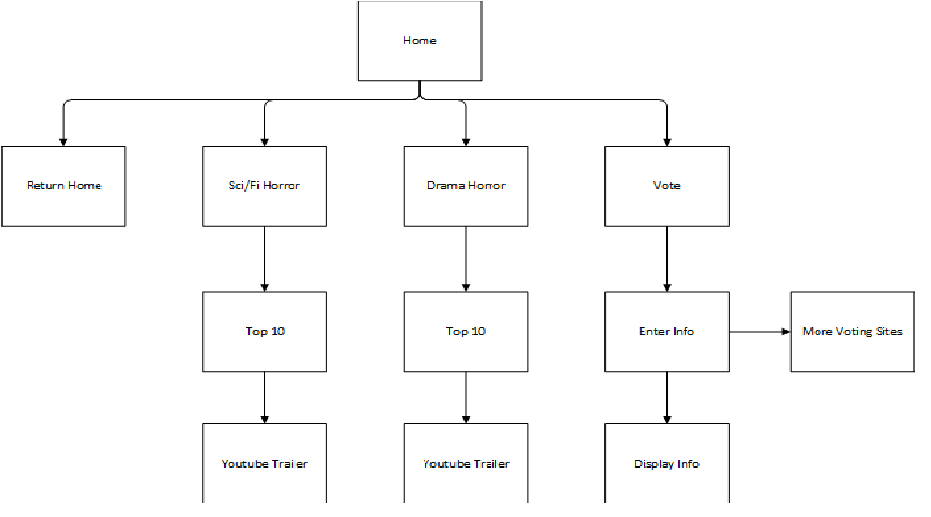 Home
Return Home
Sci/Fi Horror
Drama Horror
Vote
Top 10
Top 10
Enter Info
More Voting Sites
Youtube Trailer
Youtube Trailer
Display Info